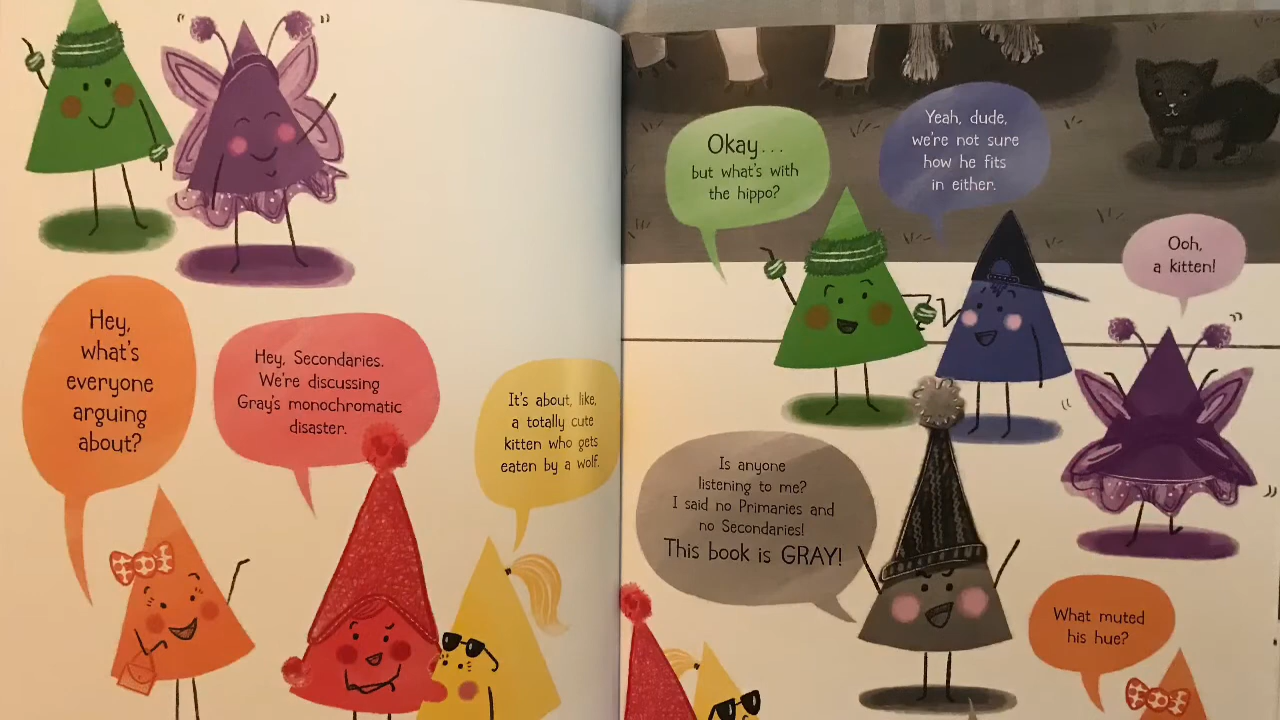 Hey,
what's
everyone
arguing
about?
Hey, Secondaries.
We're discussing
Gray's monochromatic
disaster.
It's about, like,
a totally cute
kitten who gets
eaten by a wolf.
Okay...
but what's with
the hippo?
Yeah, dude,
we're not sure
how he fits
in either.
Ooh,
a kitten!
Is anyone
listening to me?
I said no Primaries and
no Secondaries!
This book is GRAY!
What muted
his hue?